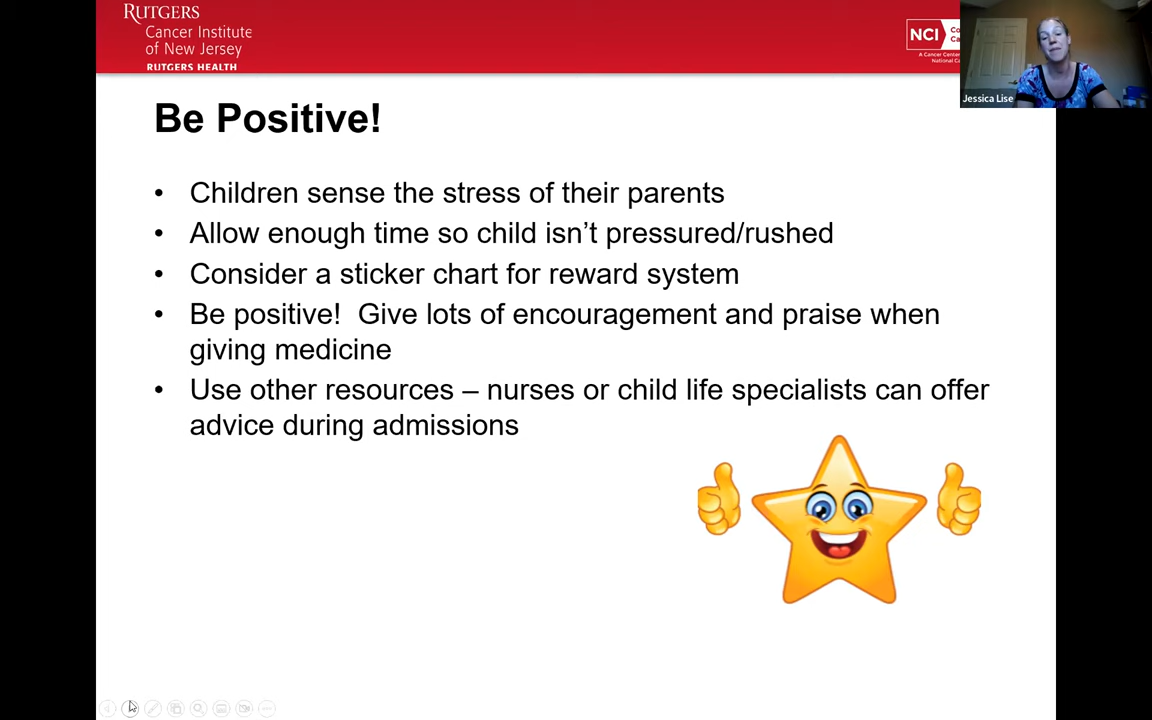 RUTGERS
Cancer Institute
of New Jersey
RUTGERS HEALTH
NCI
A Cancer Center
National
Jessica Lise
Be Positive!
• Children sense the stress of their parents
• Allow enough time so child isn’t pressured/rushed
• Consider a sticker chart for reward system
• Be positive!  Give lots of encouragement and praise when
giving medicine
• Use other resources – nurses or child life specialists can offer
advice during admissions